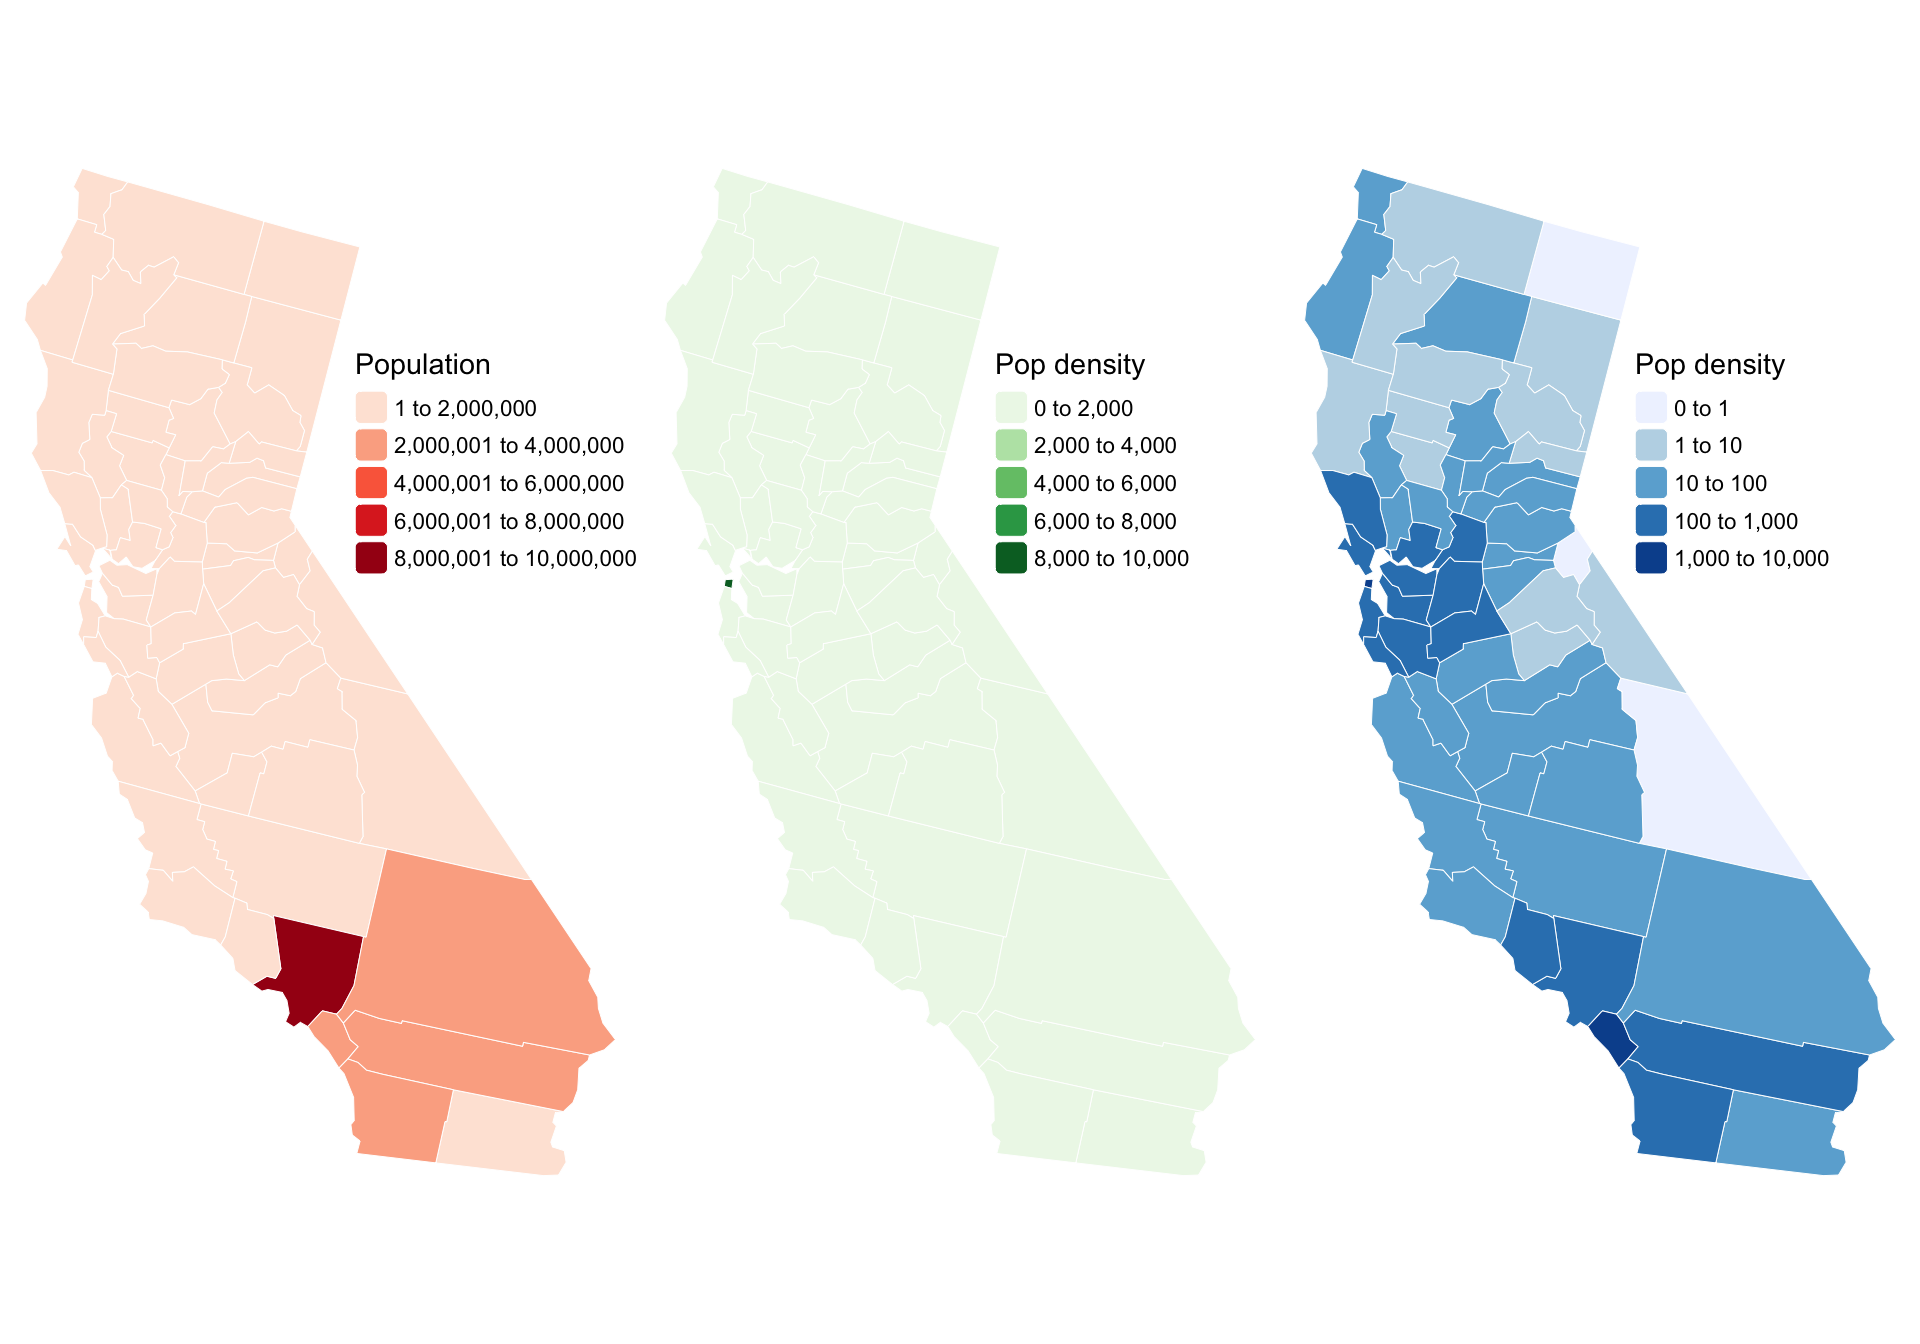 Population
1 to 2,000,000
2,000,001 to 4,000,000
4,000,001 to 6,000,000
6,000,001 to 8,000,000
8,000,001 to 10,000,000
Pop density
0 to 2,000
2,000 to 4,000
4,000 to 6,000
6,000 to 8,000
8,000 to 10,000
Pop density
0 to 1
1 to 10
10 to 100
100 to 1,000
1,000 to 10,000